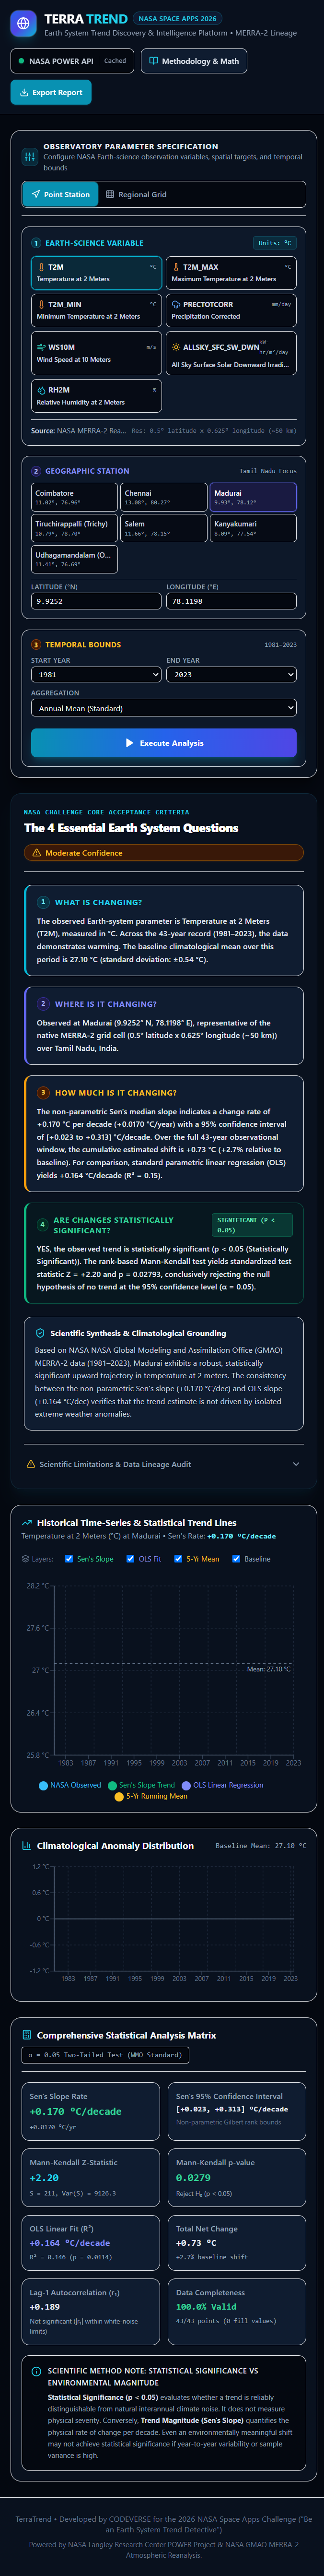 TERRA TREND NASA SPACE APPS 2026
Earth System Trend Discovery & Intelligence Platform • MERRA-2 Lineage
NASA POWER API Cached
Methodology & Math
Export Report
OBSERVATORY PARAMETER SPECIFICATION
Configure NASA Earth-science observation variables, spatial targets, and temporal
bounds
Point Station Regional Grid
1 EARTH-SCIENCE VARIABLE Units: °C
T2M °C
Temperature at 2 Meters
T2M_MAX °C
Maximum Temperature at 2 Meters
T2M_MIN °C
Minimum Temperature at 2 Meters
PRECTOTCORR mm/day
Precipitation Corrected
WS10M m/s
Wind Speed at 10 Meters
ALLSKY_SFC_SW_DWN kW-
hr/m²/day
All Sky Surface Solar Downward Irradi...
RH2M %
Relative Humidity at 2 Meters
Source: NASA MERRA-2 Rea... Res: 0.5° latitude x 0.625° longitude (~50 km)
2 GEOGRAPHIC STATION Tamil Nadu Focus
Coimbatore
11.02°, 76.96°
Chennai
13.08°, 80.27°
Madurai
9.93°, 78.12°
Tiruchirappalli (Trichy)
10.79°, 78.70°
Salem
11.66°, 78.15°
Kanyakumari
8.09°, 77.54°
Udhagamandalam (O...
11.41°, 76.69°
LATITUDE (°N) LONGITUDE (°E)
9.9252 78.1198
3 TEMPORAL BOUNDS 1981–2023
START YEAR END YEAR
1981 2023
AGGREGATION
Annual Mean (Standard)
Execute Analysis
NASA CHALLENGE CORE ACCEPTANCE CRITERIA
The 4 Essential Earth System Questions
Moderate Confidence
1 WHAT IS CHANGING?
The observed Earth-system parameter is Temperature at 2 Meters
(T2M), measured in °C. Across the 43-year record (1981–2023), the data
demonstrates warming. The baseline climatological mean over this
period is 27.10 °C (standard deviation: ±0.54 °C).
2 WHERE IS IT CHANGING?
Observed at Madurai (9.9252° N, 78.1198° E), representative of the
native MERRA-2 grid cell (0.5° latitude x 0.625° longitude (~50 km))
over Tamil Nadu, India.
3 HOW MUCH IS IT CHANGING?
The non-parametric Sen's median slope indicates a change rate of
+0.170 °C per decade (+0.0170 °C/year) with a 95% confidence interval
of [+0.023 to +0.313] °C/decade. Over the full 43-year observational
window, the cumulative estimated shift is +0.73 °C (+2.7% relative to
baseline). For comparison, standard parametric linear regression (OLS)
yields +0.164 °C/decade (R² = 0.15).
4 ARE CHANGES STATISTICALLY
SIGNIFICANT?
SIGNIFICANT (P <
0.05)
YES, the observed trend is statistically significant (p < 0.05 (Statistically
Significant)). The rank-based Mann-Kendall test yields standardized test
statistic Z = +2.20 and p = 0.02793, conclusively rejecting the null
hypothesis of no trend at the 95% confidence level (α = 0.05).
Scientific Synthesis & Climatological Grounding
Based on NASA NASA Global Modeling and Assimilation Office (GMAO)
MERRA-2 data (1981–2023), Madurai exhibits a robust, statistically
significant upward trajectory in temperature at 2 meters. The consistency
between the non-parametric Sen's slope (+0.170 °C/dec) and OLS slope
(+0.164 °C/dec) verifies that the trend estimate is not driven by isolated
extreme weather anomalies.
Scientific Limitations & Data Lineage Audit
Historical Time-Series & Statistical Trend Lines
Temperature at 2 Meters (°C) at Madurai • Sen's Rate: +0.170 °C/decade
Layers: Sen's Slope OLS Fit 5-Yr Mean Baseline
28.2 °C
27.6 °C
27 °C
Mean: 27.10 °C
26.4 °C
25.8 °C
1983 1987 1991 1995 1999 2003 2007 2011 2015 2019 2023
NASA Observed Sen's Slope Trend OLS Linear Regression
5-Yr Running Mean
Climatological Anomaly Distribution Baseline Mean: 27.10 °C
1.2 °C
0.6 °C
0 °C
-0.6 °C
-1.2 °C
1983 1987 1991 1995 1999 2003 2007 2011 2015 2019 2023
Comprehensive Statistical Analysis Matrix
α = 0.05 Two-Tailed Test (WMO Standard)
Sen's Slope Rate
+0.170 °C/decade
+0.0170 °C/yr
Sen's 95% Confidence Interval
[+0.023, +0.313] °C/decade
Non-parametric Gilbert rank bounds
Mann-Kendall Z-Statistic
+2.20
S = 211, Var(S) = 9126.3
Mann-Kendall p-value
0.0279
Reject H₀ (p < 0.05)
OLS Linear Fit (R²)
+0.164 °C/decade
R² = 0.146 (p = 0.0114)
Total Net Change
+0.73 °C
+2.7% baseline shift
Lag-1 Autocorrelation (r₁)
+0.189
Not significant (|r₁| within white-noise
limits)
Data Completeness
100.0% Valid
43/43 points (0 fill values)
SCIENTIFIC METHOD NOTE: STATISTICAL SIGNIFICANCE VS
ENVIRONMENTAL MAGNITUDE
Statistical Significance (p < 0.05) evaluates whether a trend is reliably
distinguishable from natural interannual climate noise. It does not measure
physical severity. Conversely, Trend Magnitude (Sen's Slope) quantifies the
physical rate of change per decade. Even an environmentally meaningful shift
may not achieve statistical significance if year-to-year variability or sample
variance is high.
TerraTrend • Developed by CODEVERSE for the 2026 NASA Space Apps Challenge ("Be
an Earth System Trend Detective")
Powered by NASA Langley Research Center POWER Project & NASA GMAO MERRA-2
Atmospheric Reanalysis.